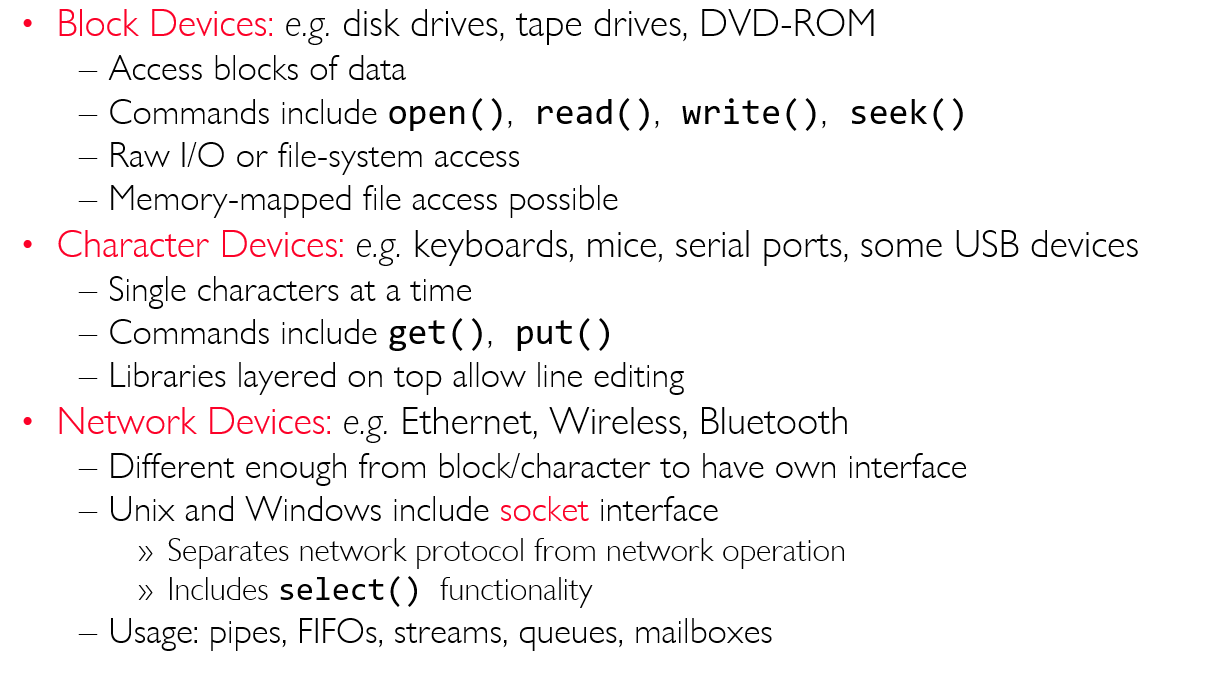 • Block Devices: e.g. disk drives, tape drives, DVD-ROM
– Access blocks of data
– Commands include open(), read(), write(), seek()
– Raw I/O or file-system access
– Memory-mapped file access possible
• Character Devices: e.g. keyboards, mice, serial ports, some USB devices
– Single characters at a time
– Commands include get(), put()
– Libraries layered on top allow line editing
• Network Devices: e.g. Ethernet, Wireless, Bluetooth
– Different enough from block/character to have own interface
– Unix and Windows include socket interface
» Separates network protocol from network operation
» Includes select() functionality
– Usage: pipes, FIFOs, streams, queues, mailboxes